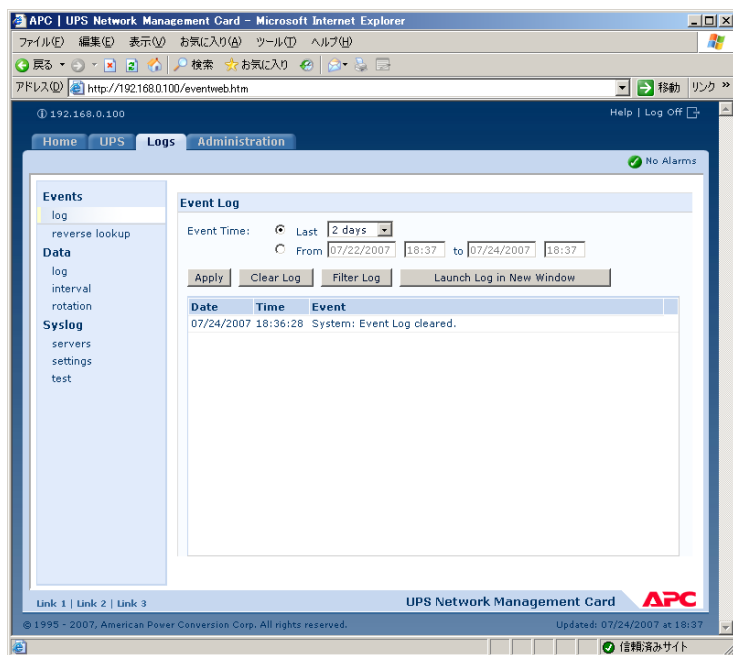 APC | UPS Network Management Card - Microsoft Internet Explorer
ファイル(F) 編集(E) 表示(V) お気に入り(A) ツール(T) ヘルプ(H)
戻る 検索 お気に入り
アドレス(D) http://192.168.0.100/eventweb.htm 移動 リンク »
192.168.0.100 Help | Log Off
Home UPS Logs Administration
No Alarms
Events
log
reverse lookup
Data
log
interval
rotation
Syslog
servers
settings
test
Event Log
Event Time: Last 2 days
From 07/22/2007 18:37 to 07/24/2007 18:37
Apply Clear Log Filter Log Launch Log in New Window
Date Time Event
07/24/2007 18:36:28 System: Event Log cleared.
Link 1 | Link 2 | Link 3
UPS Network Management Card APC
© 1995 - 2007, American Power Conversion Corp. All rights reserved. Updated: 07/24/2007 at 18:37
信頼済みサイト